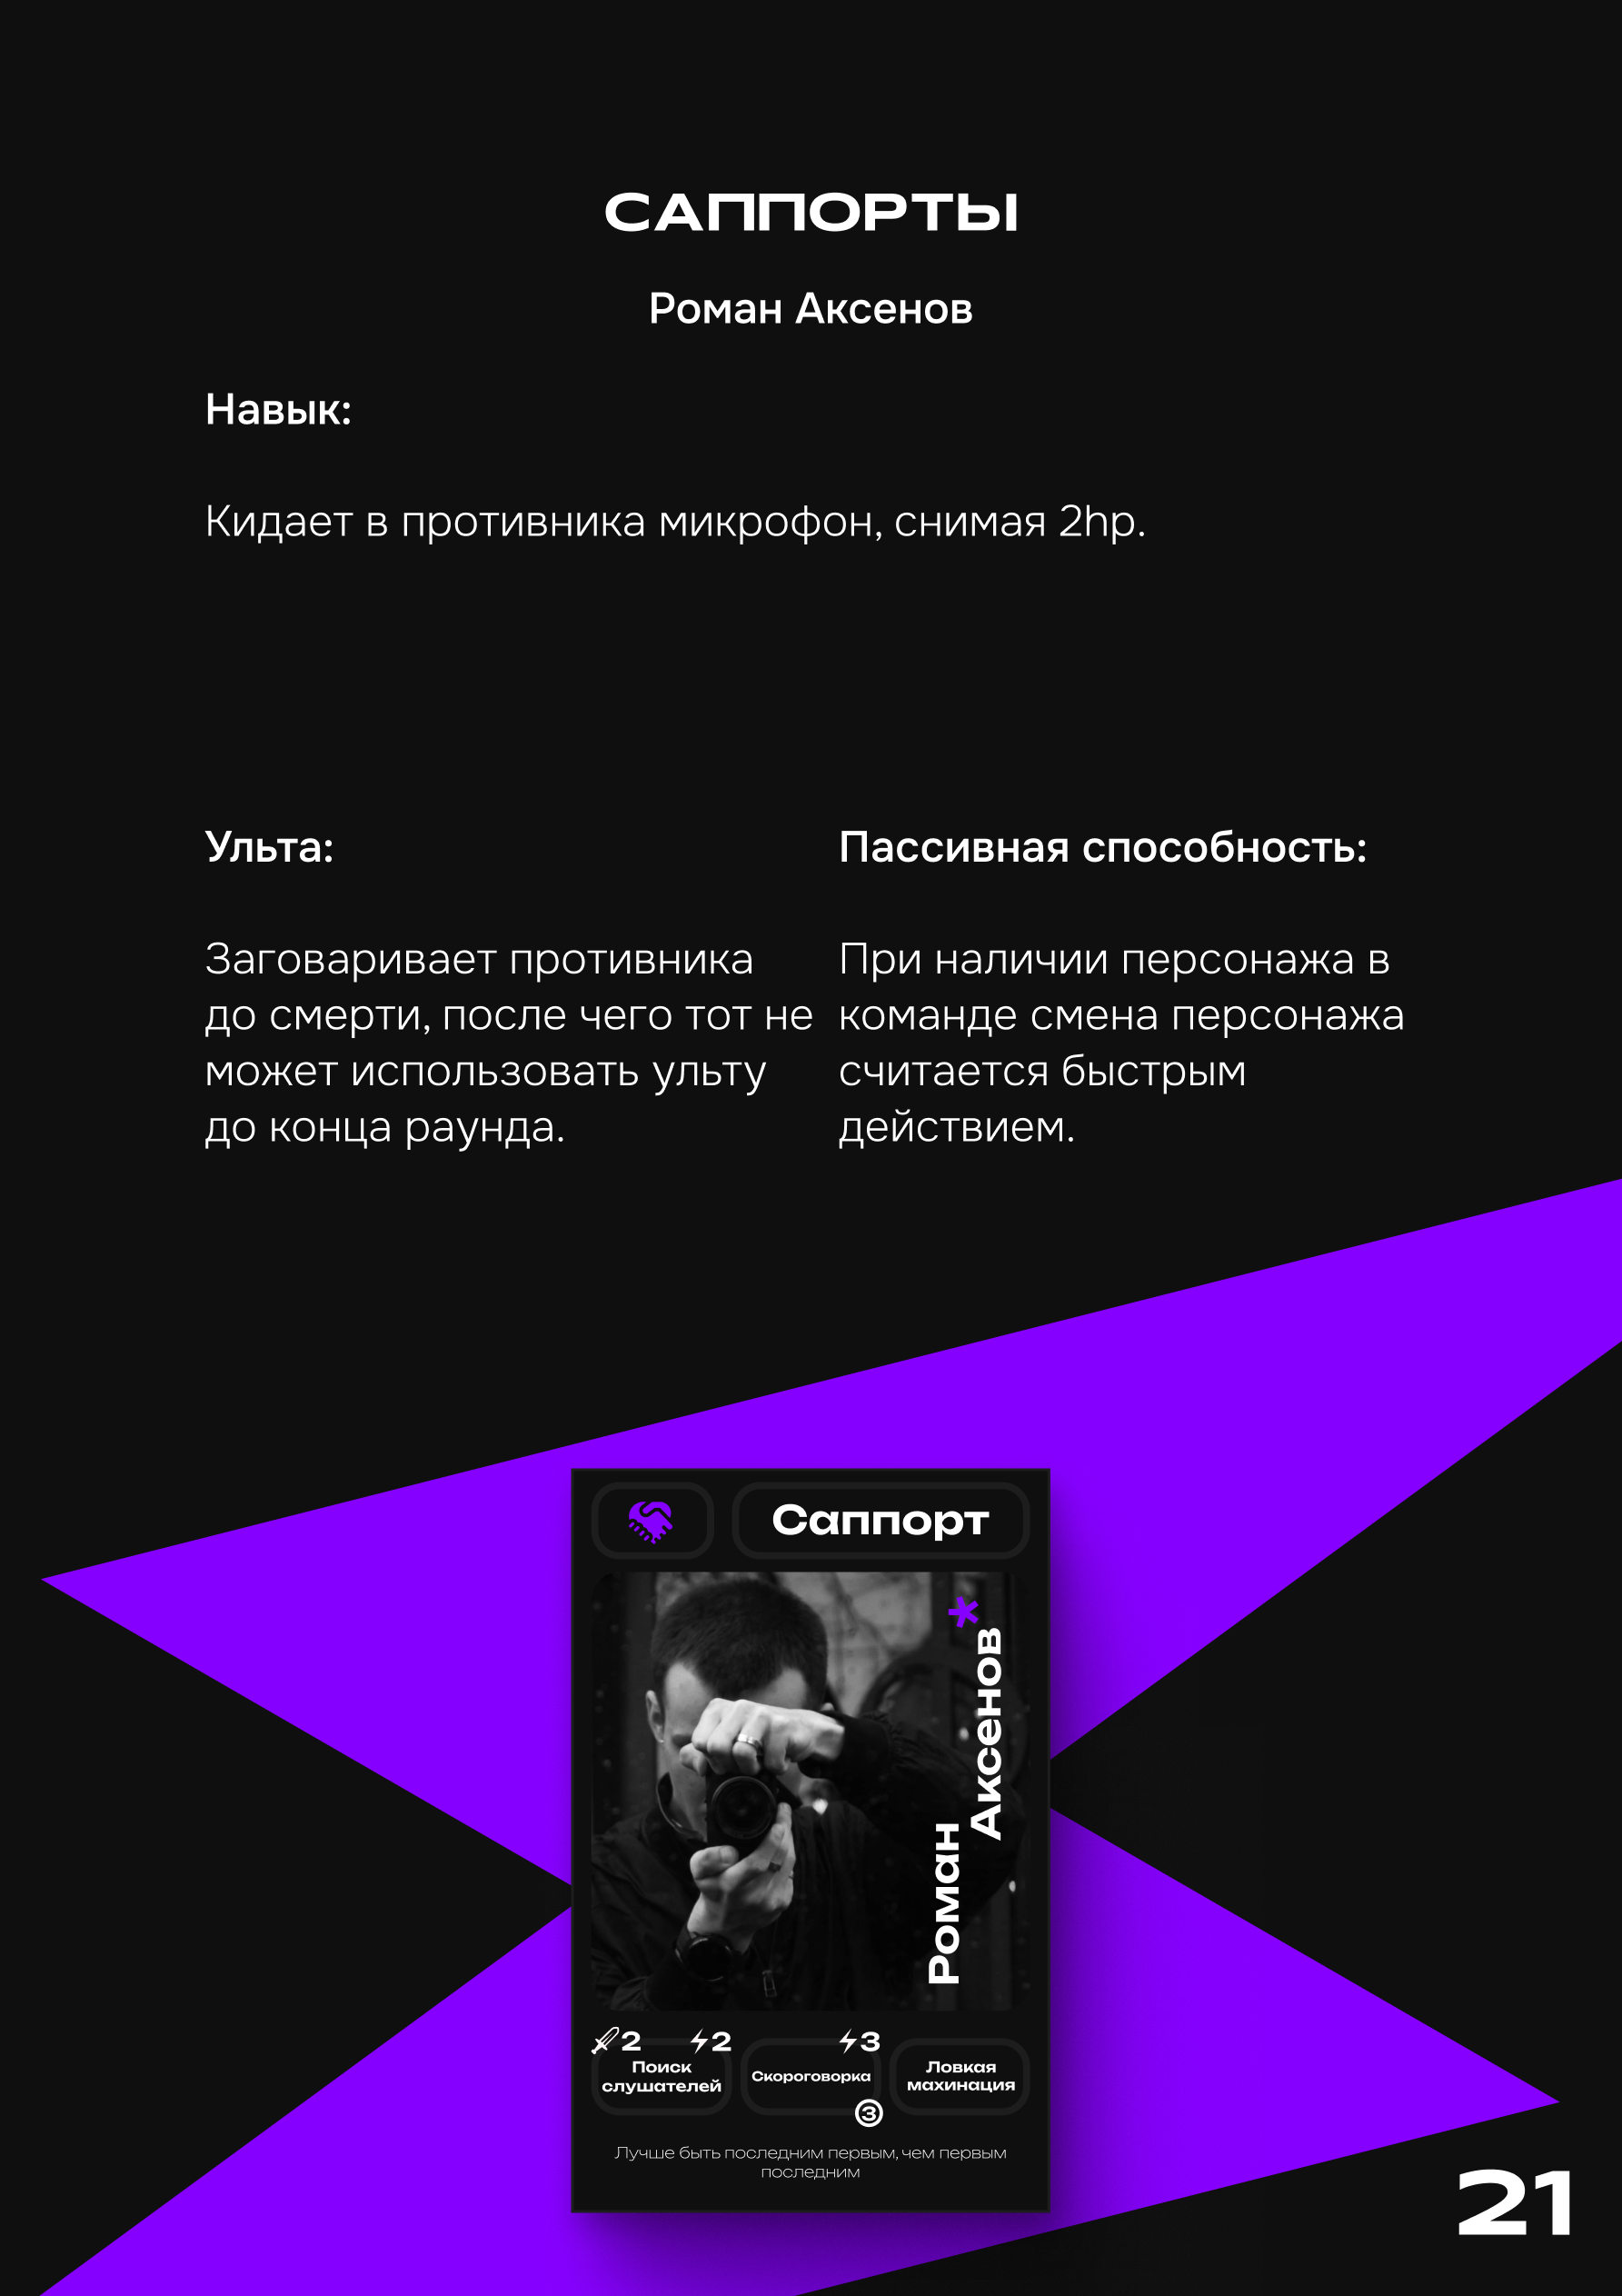 САППОРТЫ
Роман Аксенов
Навык:
Кидает в противника микрофон, снимая 2hp.
Ульта:
Заговаривает противника
до смерти, после чего тот не
может использовать ульту
до конца раунда.
Пассивная способность:
При наличии персонажа в
команде смена персонажа
считается быстрым
действием.
Саппорт
Роман
Аксенов*
2
2
Поиск
слушателей
3
Скороговорка
3
Ловкая
махинация
Лучше быть последним первым, чем первым
последним
21